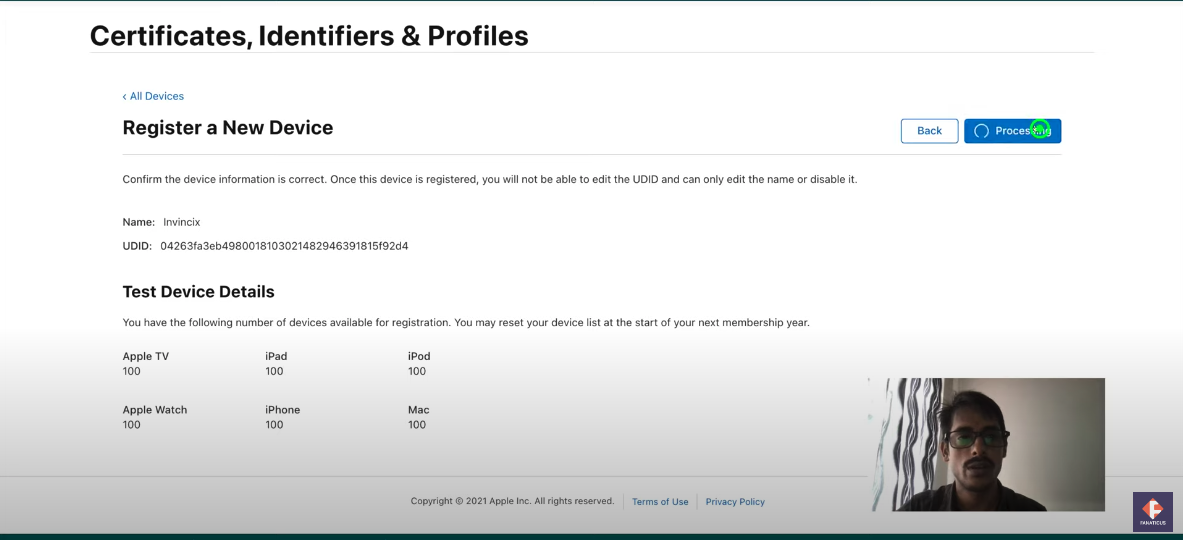 Certificates, Identifiers & Profiles
‹ All Devices
Register a New Device
Back
Processing
Confirm the device information is correct. Once this device is registered, you will not be able to edit the UDID and can only edit the name or disable it.
Name: Invincix
UDID: 04263fa3eb4980018103021482946391815f92d4
Test Device Details
You have the following number of devices available for registration. You may reset your device list at the start of your next membership year.
Apple TV iPad iPod
100 100 100
Apple Watch iPhone Mac
100 100 100
Copyright © 2021 Apple Inc. All rights reserved. Terms of Use Privacy Policy
FANATICUS